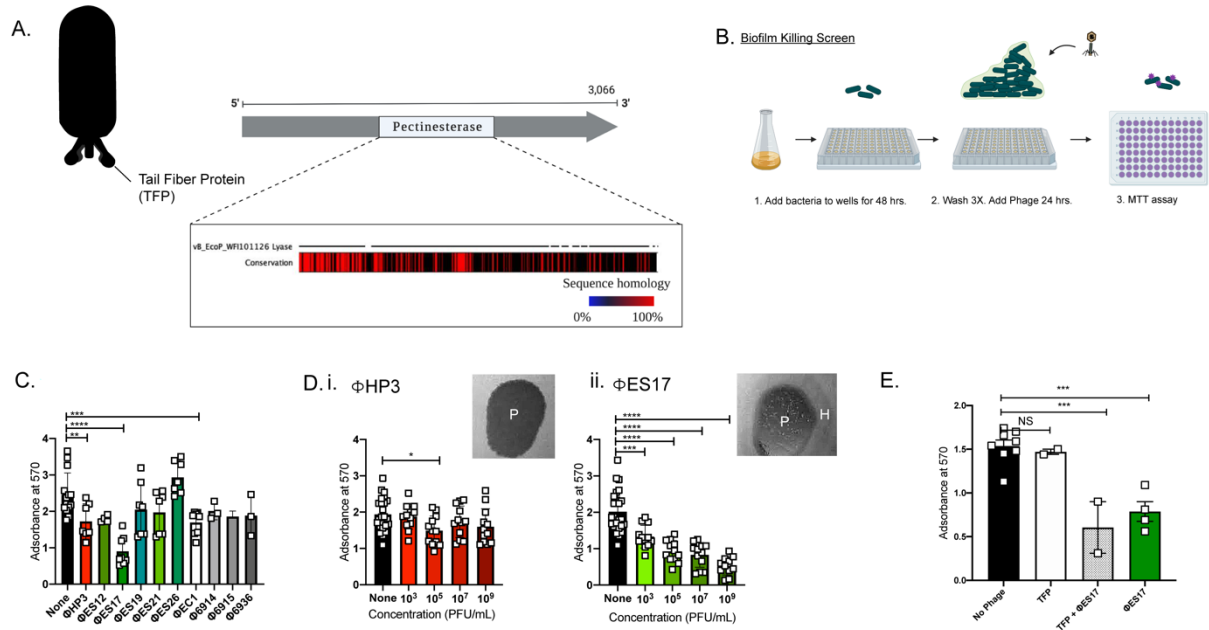 A.
Tail Fiber Protein
(TFP)
5'
3,066
3'
Pectinesterase
vB_EcoP_WFI101126 Lyase
Conservation
Sequence homology
0%
100%
B. Biofilm Killing Screen
1. Add bacteria to wells for 48 hrs.
2. Wash 3X. Add Phage 24 hrs.
3. MTT assay
C.
***
****
**
Adsorbance at 570
4
3
2
1
0
None
ΦHP3
ΦES12
ΦES17
ΦES19
ΦES21
ΦES26
ΦEC1
Φ6914
Φ6915
Φ6936
D. i. ΦHP3
P
*
Adsorbance at 570
4
3
2
1
0
None 10³ 10⁵ 10⁷ 10⁹
Concentration (PFU/mL)
ii. ΦES17
P
H
****
****
****
***
Adsorbance at 570
4
3
2
1
0
None 10³ 10⁵ 10⁷ 10⁹
Concentration (PFU/mL)
E.
***
***
NS
Adsorbance at 570
2.0
1.5
1.0
0.5
0.0
No Phage
TFP
TFP + ΦES17
ΦES17